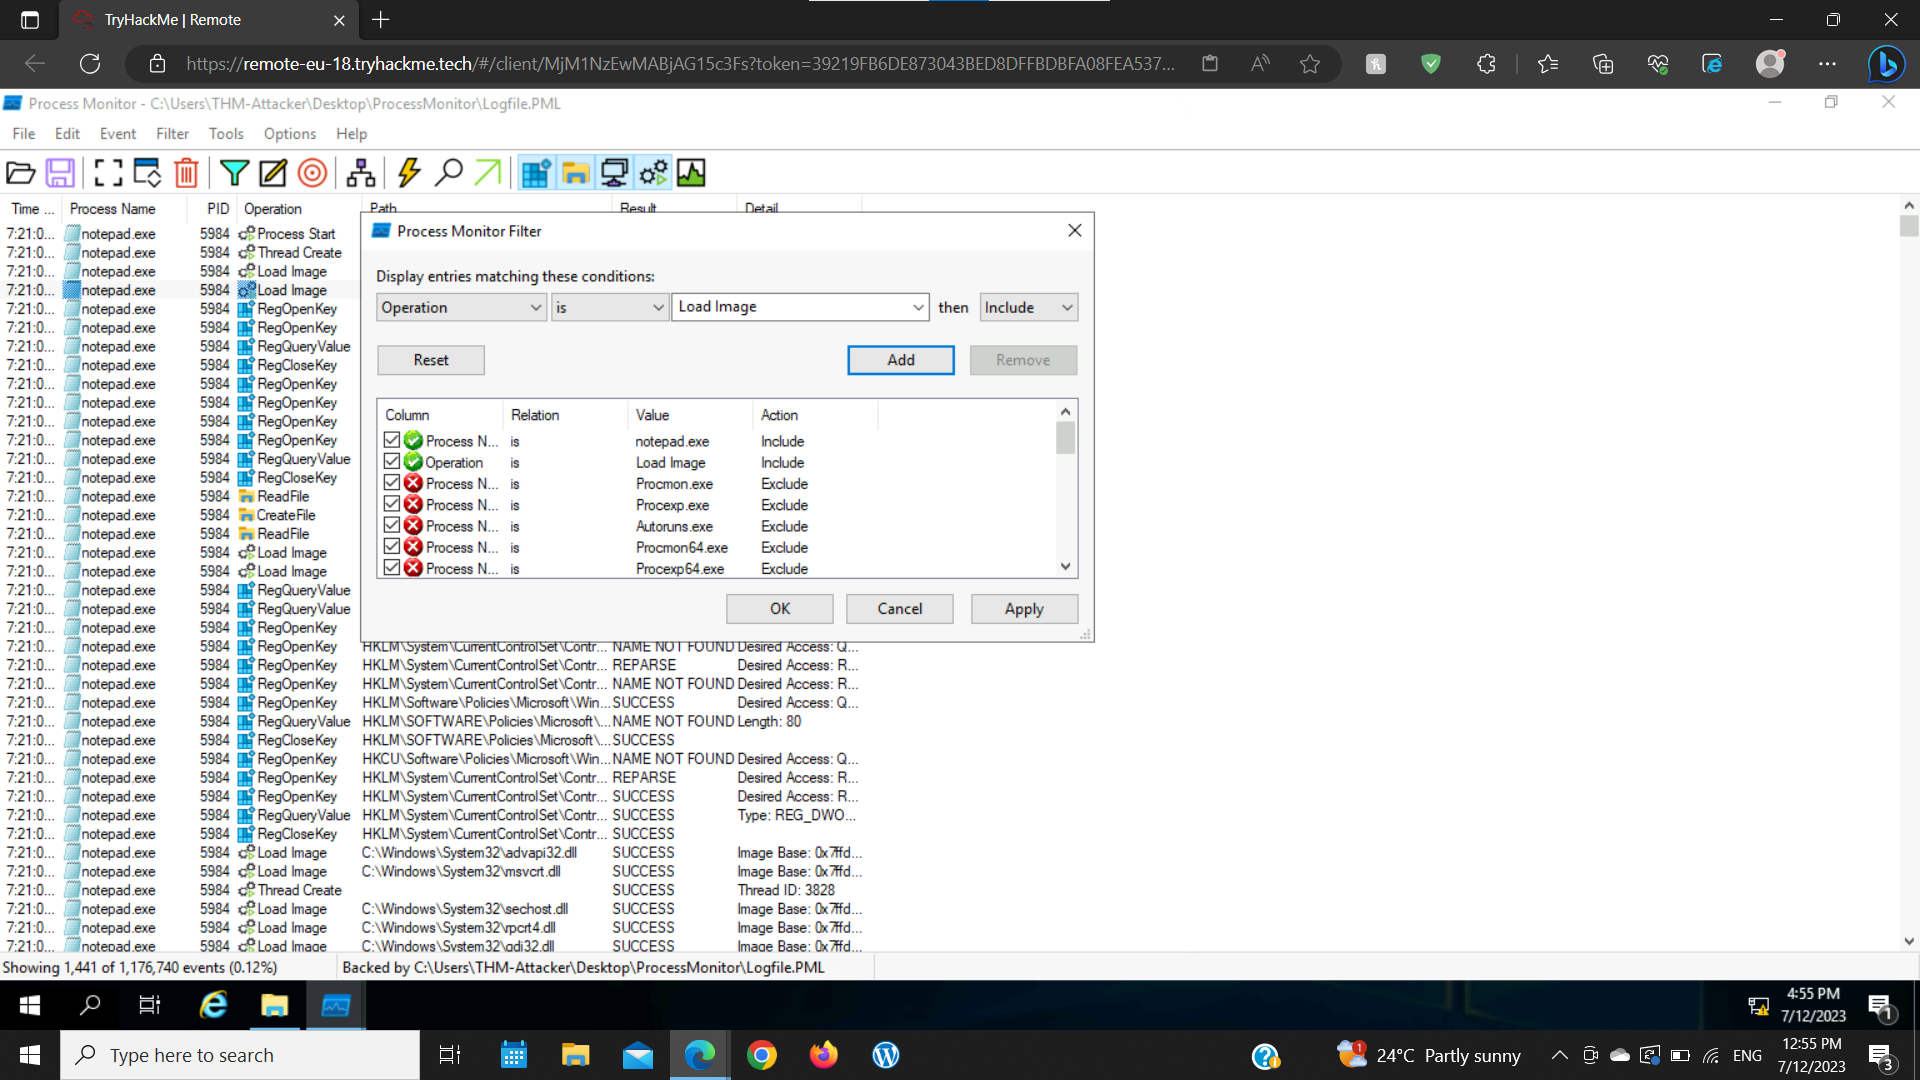 TryHackMe | Remote
https://remote-eu-18.tryhackme.tech/#/client/MjM1NzEwMABjAG15c3Fs?token=39219FB6DE873043BED8DFFBDBFA08FEA537...
Process Monitor - C:\Users\THM-Attacker\Desktop\ProcessMonitor\Logfile.PML
File Edit Event Filter Tools Options Help
Time ... Process Name PID Operation Path Result Detail
7:21:0... notepad.exe 5984 Process Start
7:21:0... notepad.exe 5984 Thread Create
7:21:0... notepad.exe 5984 Load Image
7:21:0... notepad.exe 5984 Load Image
7:21:0... notepad.exe 5984 RegOpenKey
7:21:0... notepad.exe 5984 RegOpenKey
7:21:0... notepad.exe 5984 RegQueryValue
7:21:0... notepad.exe 5984 RegCloseKey
7:21:0... notepad.exe 5984 RegOpenKey
7:21:0... notepad.exe 5984 RegOpenKey
7:21:0... notepad.exe 5984 RegOpenKey
7:21:0... notepad.exe 5984 RegOpenKey
7:21:0... notepad.exe 5984 RegQueryValue
7:21:0... notepad.exe 5984 RegCloseKey
7:21:0... notepad.exe 5984 ReadFile
7:21:0... notepad.exe 5984 CreateFile
7:21:0... notepad.exe 5984 ReadFile
7:21:0... notepad.exe 5984 Load Image
7:21:0... notepad.exe 5984 Load Image
7:21:0... notepad.exe 5984 RegQueryValue
7:21:0... notepad.exe 5984 RegQueryValue
7:21:0... notepad.exe 5984 RegOpenKey
7:21:0... notepad.exe 5984 RegOpenKey HKLM\System\CurrentControlSet\Contr... NAME NOT FOUND Desired Access: Q...
7:21:0... notepad.exe 5984 RegOpenKey HKLM\System\CurrentControlSet\Contr... REPARSE Desired Access: R...
7:21:0... notepad.exe 5984 RegOpenKey HKLM\System\CurrentControlSet\Contr... NAME NOT FOUND Desired Access: R...
7:21:0... notepad.exe 5984 RegOpenKey HKLM\Software\Policies\Microsoft\Win... SUCCESS Desired Access: Q...
7:21:0... notepad.exe 5984 RegQueryValue HKLM\SOFTWARE\Policies\Microsoft\... NAME NOT FOUND Length: 80
7:21:0... notepad.exe 5984 RegCloseKey HKLM\SOFTWARE\Policies\Microsoft\... SUCCESS
7:21:0... notepad.exe 5984 RegOpenKey HKCU\Software\Policies\Microsoft\Win... NAME NOT FOUND Desired Access: Q...
7:21:0... notepad.exe 5984 RegOpenKey HKLM\System\CurrentControlSet\Contr... REPARSE Desired Access: R...
7:21:0... notepad.exe 5984 RegOpenKey HKLM\System\CurrentControlSet\Contr... SUCCESS Desired Access: R...
7:21:0... notepad.exe 5984 RegQueryValue HKLM\System\CurrentControlSet\Contr... SUCCESS Type: REG_DWO...
7:21:0... notepad.exe 5984 RegCloseKey HKLM\System\CurrentControlSet\Contr... SUCCESS
7:21:0... notepad.exe 5984 Load Image C:\Windows\System32\advapi32.dll SUCCESS Image Base: 0x7ffd...
7:21:0... notepad.exe 5984 Load Image C:\Windows\System32\msvcrt.dll SUCCESS Image Base: 0x7ffd...
7:21:0... notepad.exe 5984 Thread Create SUCCESS Thread ID: 3828
7:21:0... notepad.exe 5984 Load Image C:\Windows\System32\sechost.dll SUCCESS Image Base: 0x7ffd...
7:21:0... notepad.exe 5984 Load Image C:\Windows\System32\rpcrt4.dll SUCCESS Image Base: 0x7ffd...
7:21:0... notepad.exe 5984 Load Image C:\Windows\System32\gdi32.dll SUCCESS Image Base: 0x7ffd...
Process Monitor Filter
Display entries matching these conditions:
Operation is Load Image then Include
Reset Add Remove
Column Relation Value Action
Process N... is notepad.exe Include
Operation is Load Image Include
Process N... is Procmon.exe Exclude
Process N... is Procexp.exe Exclude
Process N... is Autoruns.exe Exclude
Process N... is Procmon64.exe Exclude
Process N... is Procexp64.exe Exclude
OK Cancel Apply
Showing 1,441 of 1,176,740 events (0.12%) Backed by C:\Users\THM-Attacker\Desktop\ProcessMonitor\Logfile.PML
4:55 PM
7/12/2023
1
Type here to search
1
24°C Partly sunny
ENG
12:55 PM
7/12/2023
3